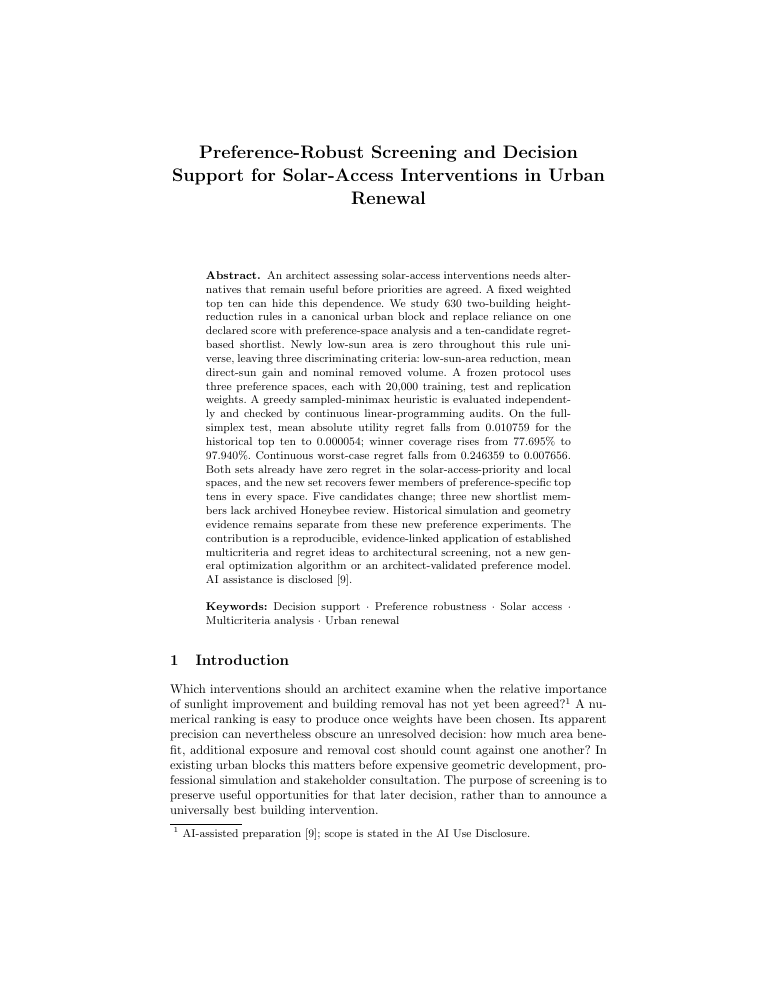 Preference-Robust Screening and Decision
Support for Solar-Access Interventions in Urban
Renewal
Abstract. An architect assessing solar-access interventions needs alter-
natives that remain useful before priorities are agreed. A fixed weighted
top ten can hide this dependence. We study 630 two-building height-
reduction rules in a canonical urban block and replace reliance on one
declared score with preference-space analysis and a ten-candidate regret-
based shortlist. Newly low-sun area is zero throughout this rule uni-
verse, leaving three discriminating criteria: low-sun-area reduction, mean
direct-sun gain and nominal removed volume. A frozen protocol uses
three preference spaces, each with 20,000 training, test and replication
weights. A greedy sampled-minimax heuristic is evaluated independent-
ly and checked by continuous linear-programming audits. On the full-
simplex test, mean absolute utility regret falls from 0.010759 for the
historical top ten to 0.000054; winner coverage rises from 77.695% to
97.940%. Continuous worst-case regret falls from 0.246359 to 0.007656.
Both sets already have zero regret in the solar-access-priority and local
spaces, and the new set recovers fewer members of preference-specific top
tens in every space. Five candidates change; three new shortlist mem-
bers lack archived Honeybee review. Historical simulation and geometry
evidence remains separate from these new preference experiments. The
contribution is a reproducible, evidence-linked application of established
multicriteria and regret ideas to architectural screening, not a new gen-
eral optimization algorithm or an architect-validated preference model.
AI assistance is disclosed [9].
Keywords: Decision support · Preference robustness · Solar access ·
Multicriteria analysis · Urban renewal
1 Introduction
Which interventions should an architect examine when the relative importance
of sunlight improvement and building removal has not yet been agreed?1 A nu-
merical ranking is easy to produce once weights have been chosen. Its apparent
precision can nevertheless obscure an unresolved decision: how much area bene-
fit, additional exposure and removal cost should count against one another? In
existing urban blocks this matters before expensive geometric development, pro-
fessional simulation and stakeholder consultation. The purpose of screening is to
preserve useful opportunities for that later decision, rather than to announce a
universally best building intervention.
1 AI-assisted preparation [9]; scope is stated in the AI Use Disclosure.